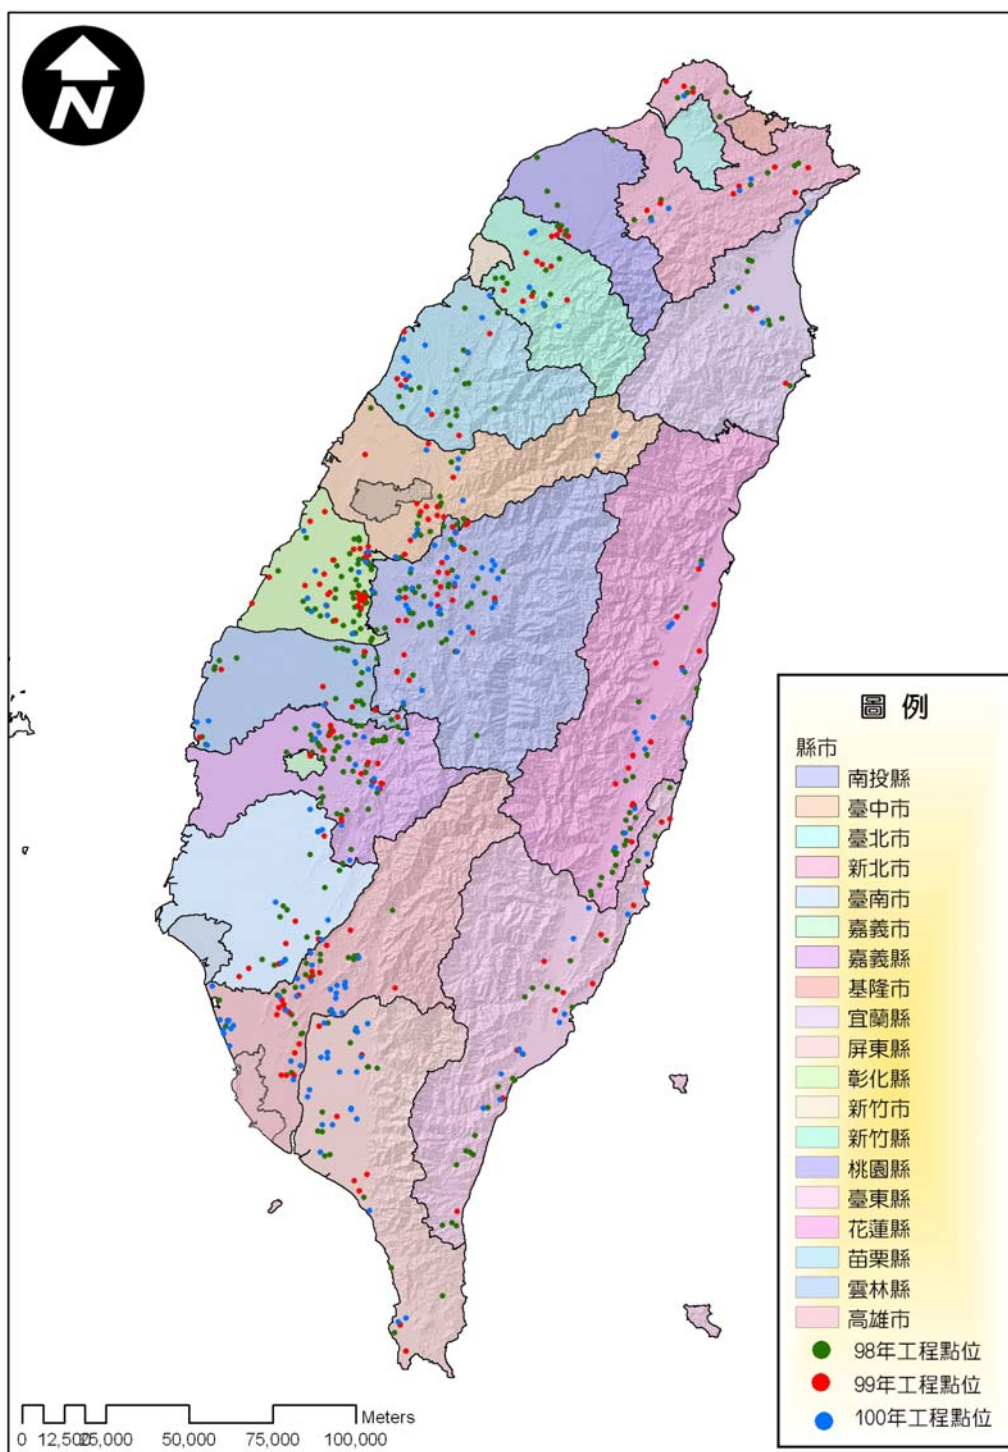 N
圖例
縣市
南投縣
臺中市
臺北市
新北市
臺南市
嘉義市
嘉義縣
基隆市
宜蘭縣
屏東縣
彰化縣
新竹市
新竹縣
桃園縣
臺東縣
花蓮縣
苗栗縣
雲林縣
高雄市
98年工程點位
99年工程點位
100年工程點位
Meters
0 12,500 25,000 50,000 75,000 100,000